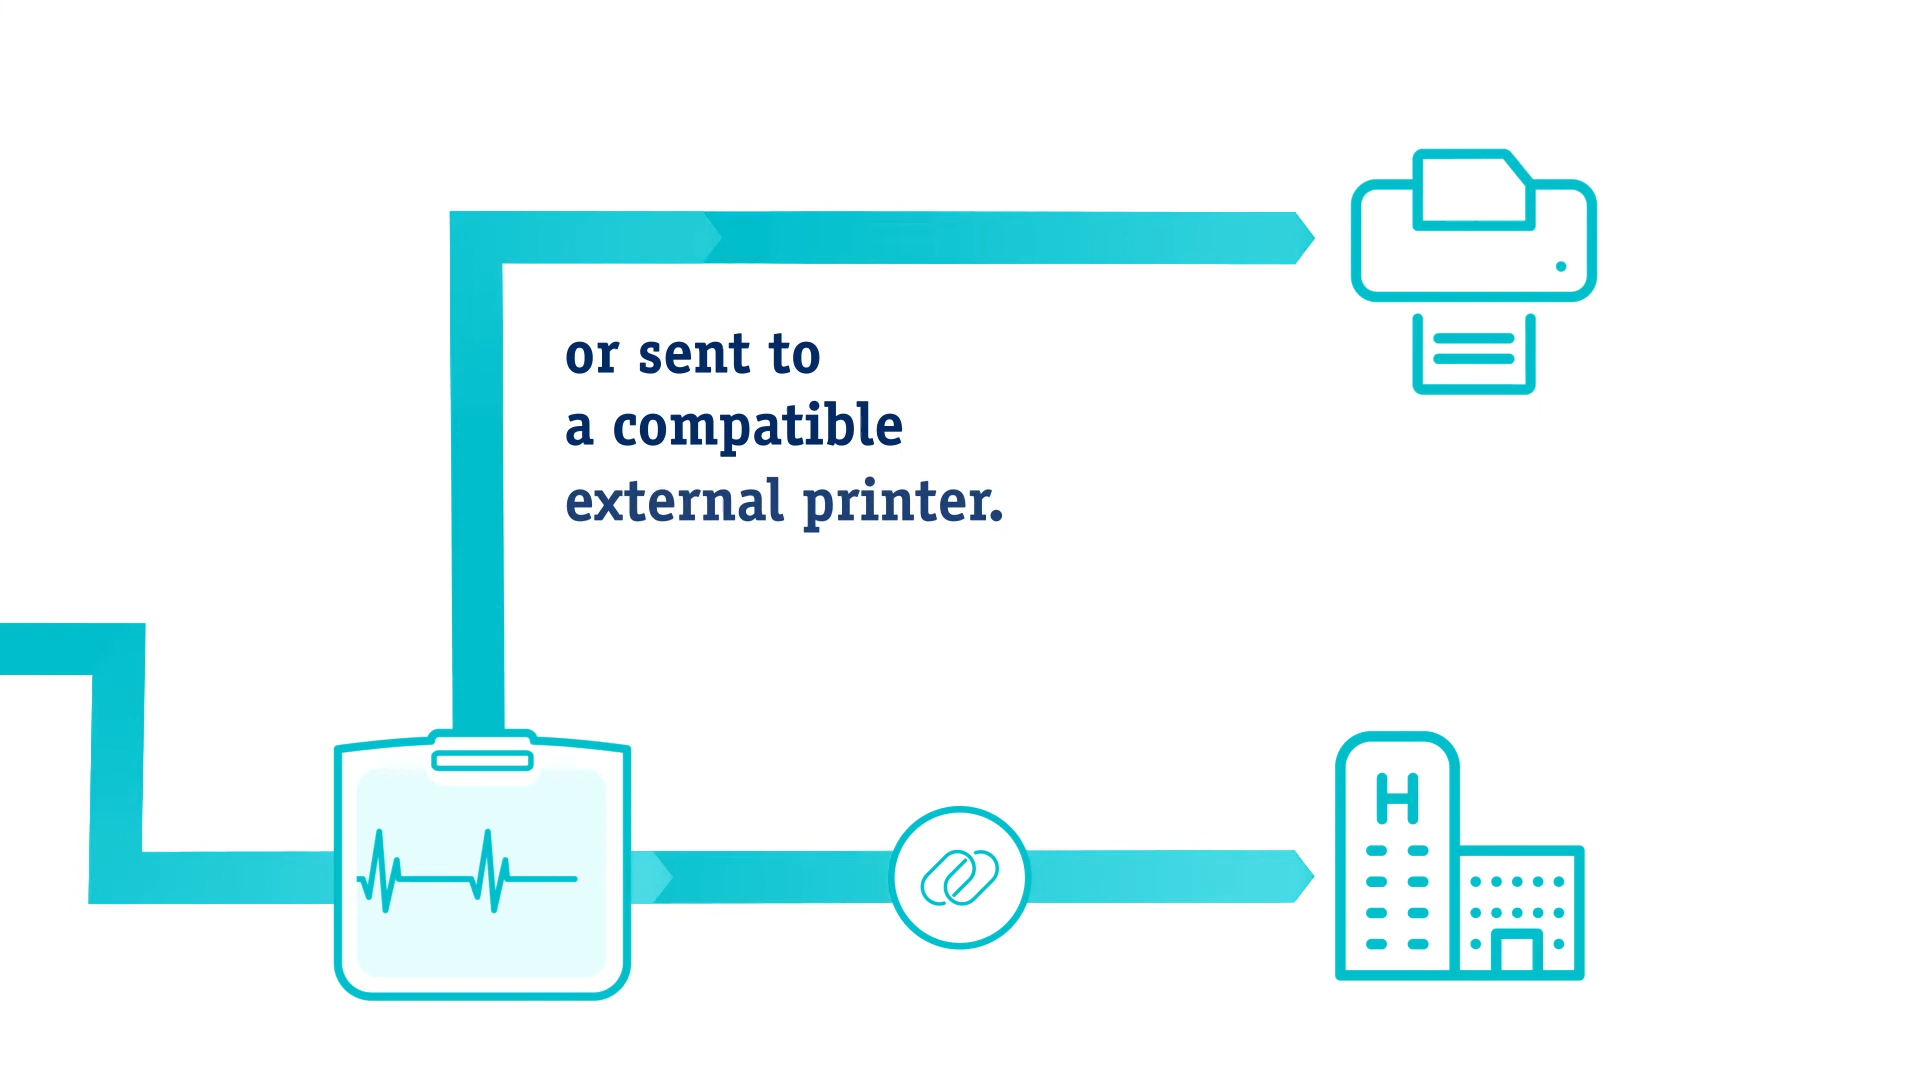 or sent to
a compatible
external printer.
H